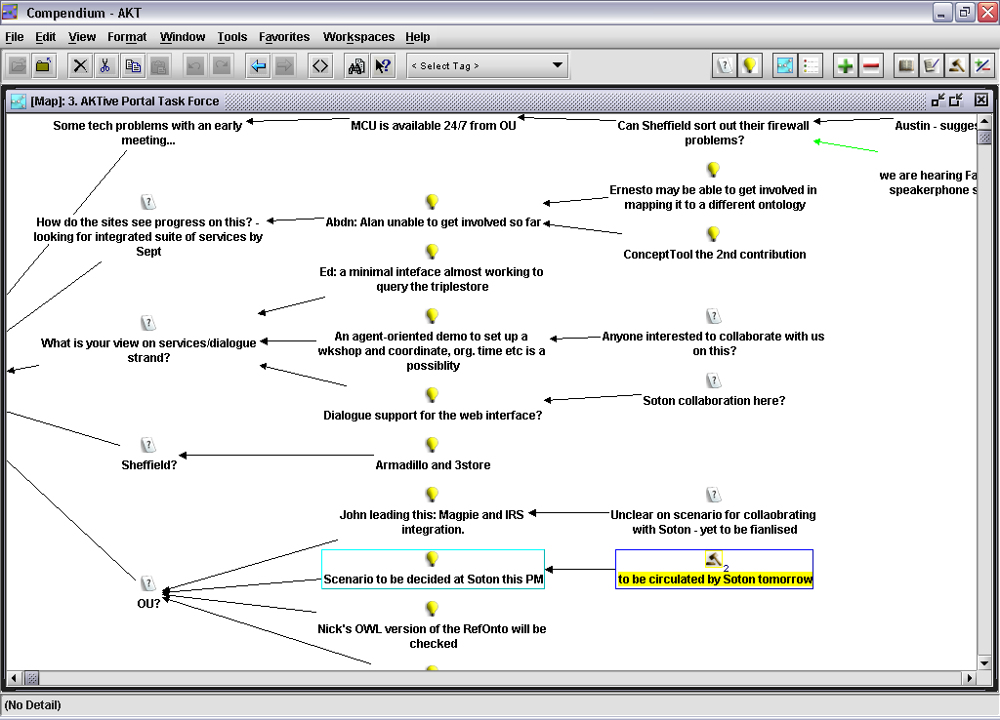 Compendium - AKT
File Edit View Format Window Tools Favorites Workspaces Help
< Select Tag >
[Map]: 3. AKTive Portal Task Force
Some tech problems with an early
meeting...
MCU is available 24/7 from OU
Can Sheffield sort out their firewall
problems?
Austin - sugges
we are hearing Fa
speakerphone s
Ernesto may be able to get involved in
mapping it to a different ontology
How do the sites see progress on this? -
looking for integrated suite of services by
Sept
Abdn: Alan unable to get involved so far
ConceptTool the 2nd contribution
Ed: a minimal inteface almost working to
query the triplestore
What is your view on services/dialogue
strand?
An agent-oriented demo to set up a
wkshop and coordinate, org. time etc is a
possiblity
Anyone interested to collaborate with us
on this?
Dialogue support for the web interface?
Soton collaboration here?
Sheffield?
Armadillo and 3store
John leading this: Magpie and IRS
integration.
Unclear on scenario for collaobrating
with Soton - yet to be fianlised
Scenario to be decided at Soton this PM
2
to be circulated by Soton tomorrow
OU?
Nick's OWL version of the RefOnto will be
checked
(No Detail)